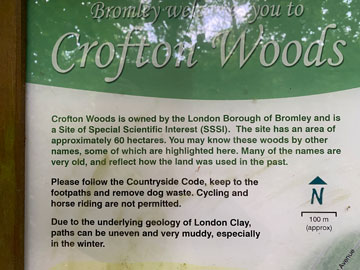 Bromley welcomes you to
Crofton Woods
Crofton Woods is owned by the London Borough of Bromley and is
a Site of Special Scientific Interest (SSSI). The site has an area of
approximately 60 hectares. You may know these woods by other
names, some of which are highlighted here. Many of the names are
very old, and reflect how the land was used in the past.
Please follow the Countryside Code, keep to the
footpaths and remove dog waste. Cycling and
horse riding are not permitted.
Due to the underlying geology of London Clay,
paths can be uneven and very muddy, especially
in the winter.
N
100 m
(approx)
Avenue